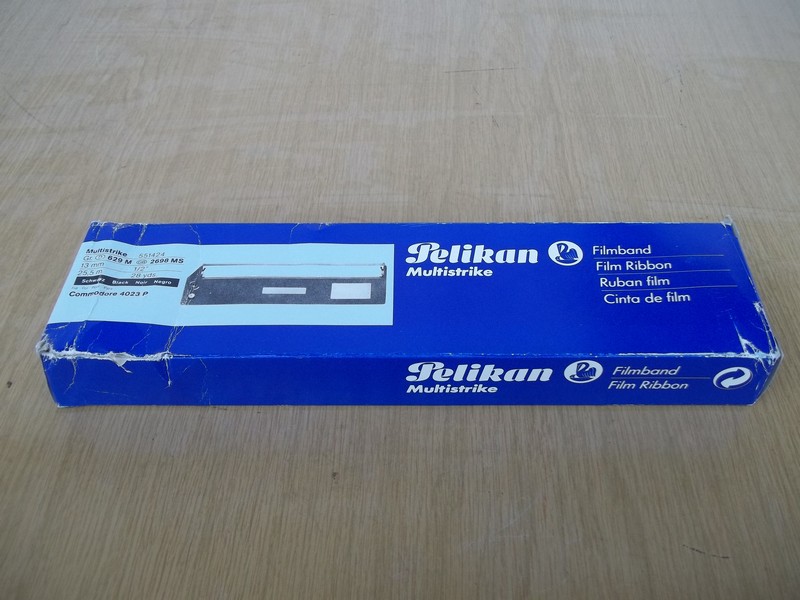 Multistrike 551424
Gr. 629 M 2698 MS
13 mm 1/2"
25,5 m 28 yds
Schwarz Black Noir Negro
Commodore 4023 P
Pelikan
Multistrike
Filmband
Film Ribbon
Ruban film
Cinta de film
Pelikan
Multistrike
Filmband
Film Ribbon